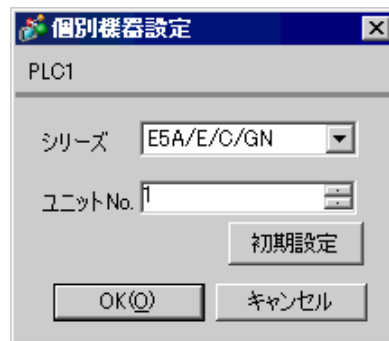 個別機器設定
PLC1
シリーズ E5A/E/C/GN
ユニットNo. 1
初期設定
OK(O) キャンセル